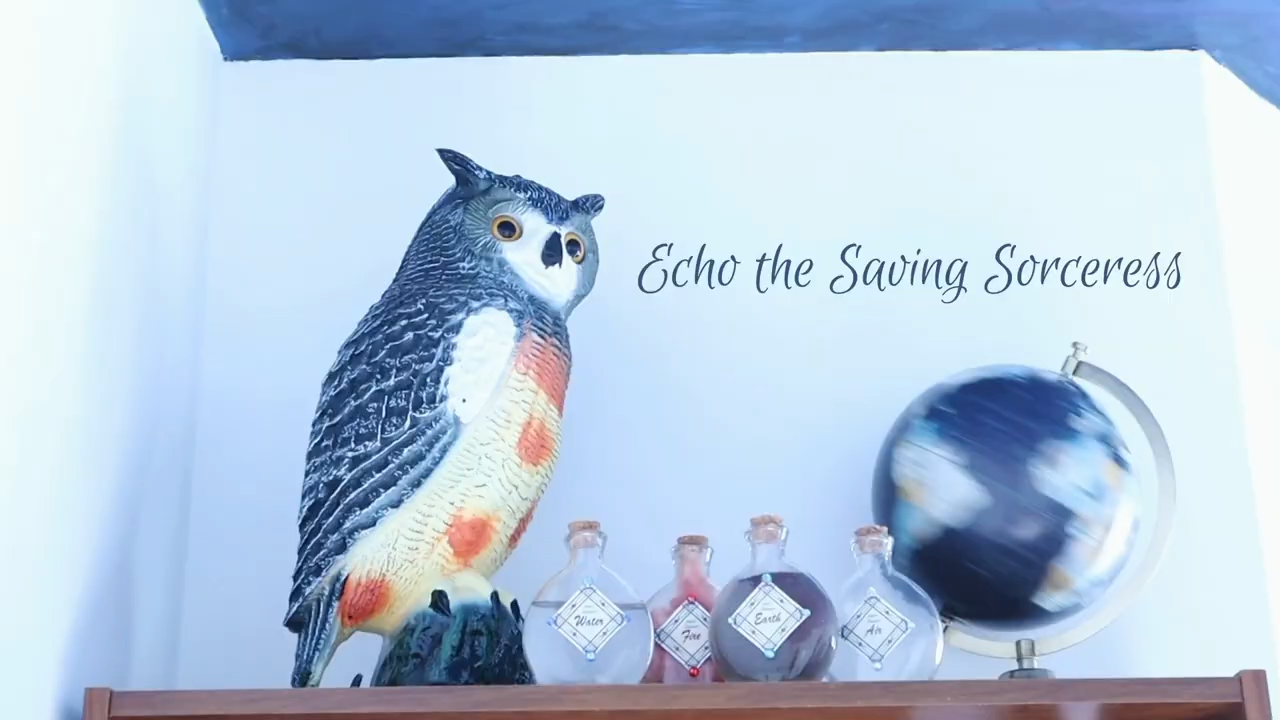 Echo the Saving Sorceress
Water
Fire
Earth
Air